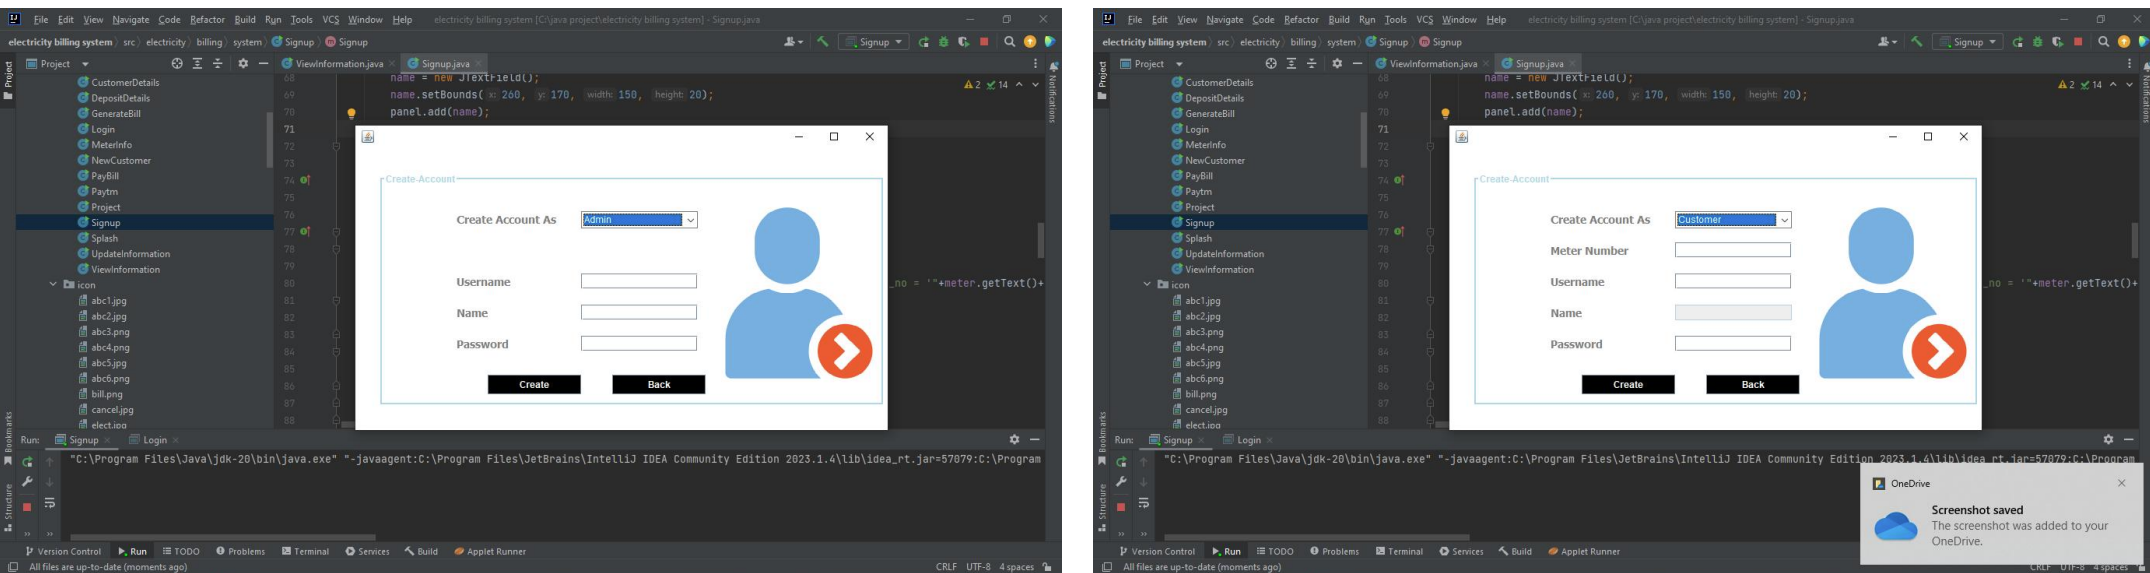 File Edit View Navigate Code Refactor Build Run Tools VCS Window Help electricity billing system [C:\java project\electricity billing system] - Signup.java
electricity billing system src electricity billing system Signup Signup
Signup
Project
ViewInformation.java Signup.java
CustomerDetails
DepositDetails
GenerateBill
Login
MeterInfo
NewCustomer
PayBill
Paytm
Project
Signup
Splash
UpdateInformation
ViewInformation
icon
abc1.jpg
abc2.jpg
abc3.png
abc4.png
abc5.jpg
abc6.png
bill.png
cancel.jpg
elect.jpg
68 name = new JTextField();
69 name.setBounds( x: 260, y: 170, width: 150, height: 20);
70 panel.add(name);
71
72
73
74
75
76
77
78
79
80 _no = '"+meter.getText()+
81
82
83
84
85
86
87
88
2 14
Create-Account
Create Account As Admin
Username
Name
Password
Create Back
Project
Bookmarks
Structure
Notifications
Run: Signup Login
"C:\Program Files\Java\jdk-20\bin\java.exe" "-javaagent:C:\Program Files\JetBrains\IntelliJ IDEA Community Edition 2023.1.4\lib\idea_rt.jar=57079:C:\Program
Version Control Run TODO Problems Terminal Services Build Applet Runner
All files are up-to-date (moments ago) CRLF UTF-8 4 spaces
File Edit View Navigate Code Refactor Build Run Tools VCS Window Help electricity billing system [C:\java project\electricity billing system] - Signup.java
electricity billing system src electricity billing system Signup Signup
Signup
Project
ViewInformation.java Signup.java
CustomerDetails
DepositDetails
GenerateBill
Login
MeterInfo
NewCustomer
PayBill
Paytm
Project
Signup
Splash
UpdateInformation
ViewInformation
icon
abc1.jpg
abc2.jpg
abc3.png
abc4.png
abc5.jpg
abc6.png
bill.png
cancel.jpg
elect.jpg
68 name = new JTextField();
69 name.setBounds( x: 260, y: 170, width: 150, height: 20);
70 panel.add(name);
71
72
73
74
75
76
77
78
79
80 _no = '"+meter.getText()+
81
82
83
84
85
86
87
88
2 14
Create-Account
Create Account As Customer
Meter Number
Username
Name
Password
Create Back
Project
Bookmarks
Structure
Notifications
Run: Signup Login
"C:\Program Files\Java\jdk-20\bin\java.exe" "-javaagent:C:\Program Files\JetBrains\IntelliJ IDEA Community Edition 2023.1.4\lib\idea_rt.jar=57079:C:\Program
OneDrive
Screenshot saved
The screenshot was added to your
OneDrive.
Version Control Run TODO Problems Terminal Services Build Applet Runner
All files are up-to-date (moments ago) CRLF UTF-8 4 spaces